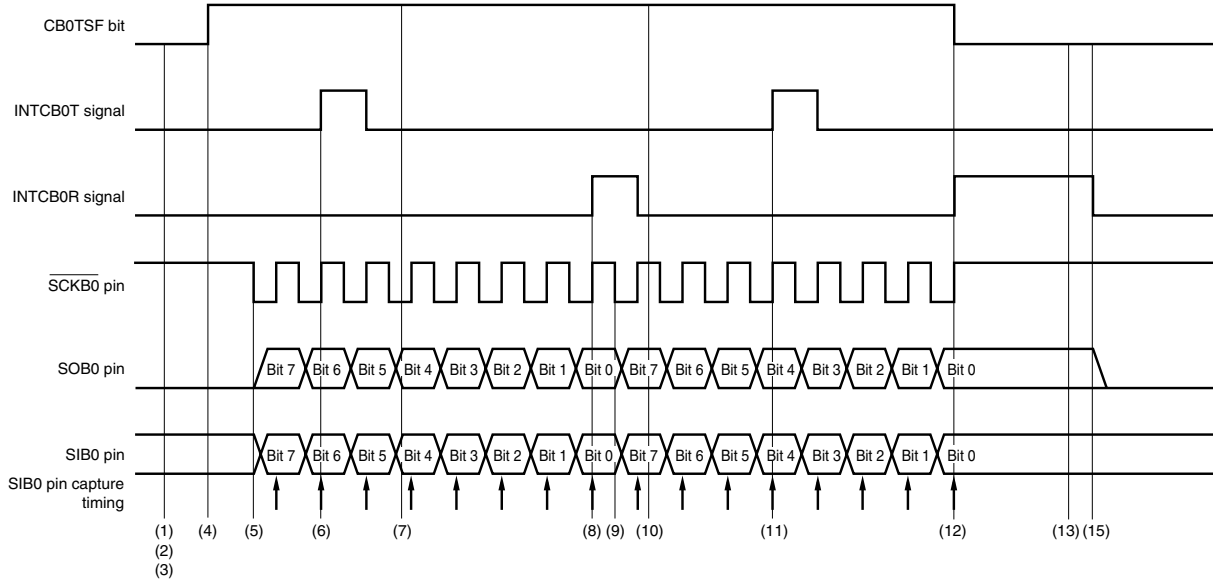 CB0TSF bit
INTCB0T signal
INTCB0R signal
SCKB0 pin
SOB0 pin
Bit 7 Bit 6 Bit 5 Bit 4 Bit 3 Bit 2 Bit 1 Bit 0 Bit 7 Bit 6 Bit 5 Bit 4 Bit 3 Bit 2 Bit 1 Bit 0
SIB0 pin
Bit 7 Bit 6 Bit 5 Bit 4 Bit 3 Bit 2 Bit 1 Bit 0 Bit 7 Bit 6 Bit 5 Bit 4 Bit 3 Bit 2 Bit 1 Bit 0
SIB0 pin capture
timing
(1) (4) (5) (6) (7) (8) (9) (10) (11) (12) (13) (15)
(2)
(3)